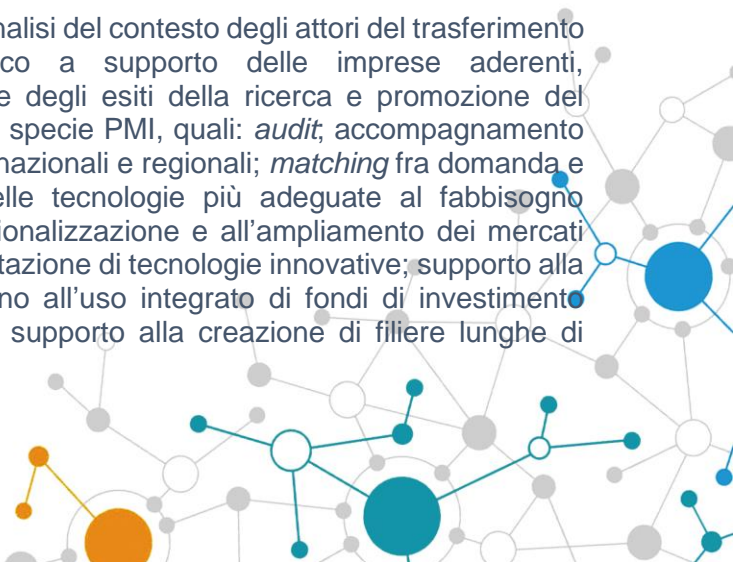 nalisi del contesto degli attori del trasferimento
co a supporto delle imprese aderenti,
e degli esiti della ricerca e promozione del
specie PMI, quali: audit; accompagnamento
nazionali e regionali; matching fra domanda e
elle tecnologie più adeguate al fabbisogno
ionalizzazione e all'ampliamento dei mercati
tazione di tecnologie innovative; supporto alla
no all'uso integrato di fondi di investimento
supporto alla creazione di filiere lunghe di